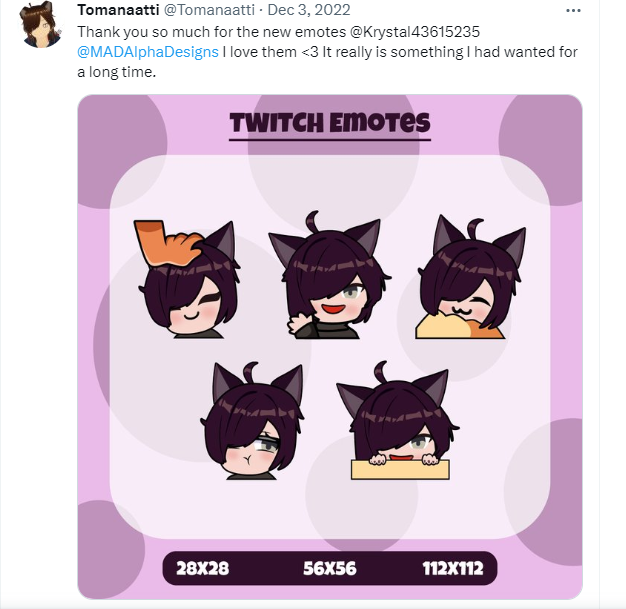 Tomanaatti @Tomanaatti · Dec 3, 2022
Thank you so much for the new emotes @Krystal43615235
@MADAlphaDesigns I love them <3 It really is something I had wanted for
a long time.
TWITCH EMOTES
28X28 56X56 112X112